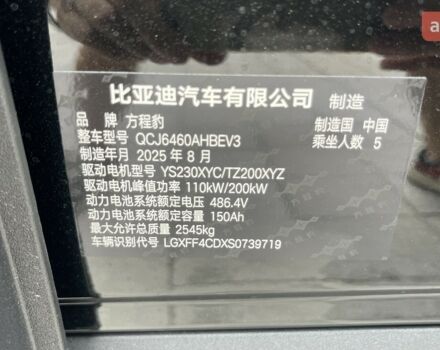 比亚迪汽车有限公司 制造
品 牌 方程豹 制造国 中国
整车型号 QCJ6460AHBEV3 乘坐人数 5
制造年月 2025 年 8 月
驱动电机型号 YS230XYC/TZ200XYZ
驱动电机峰值功率 110kW/200kW
动力电池系统额定电压 486.4V
动力电池系统额定容量 150Ah
最大允许总质量 2545kg
车辆识别代号 LGXFF4CDXS0739719